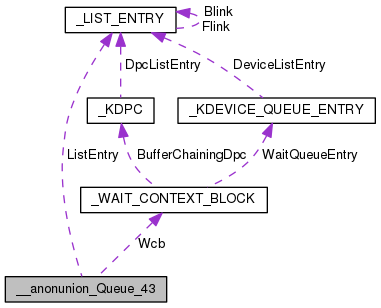 _LIST_ENTRY
Blink
Flink
DpcListEntry
DeviceListEntry
_KDPC
_KDEVICE_QUEUE_ENTRY
ListEntry
BufferChainingDpc
WaitQueueEntry
_WAIT_CONTEXT_BLOCK
Wcb
__anonunion_Queue_43